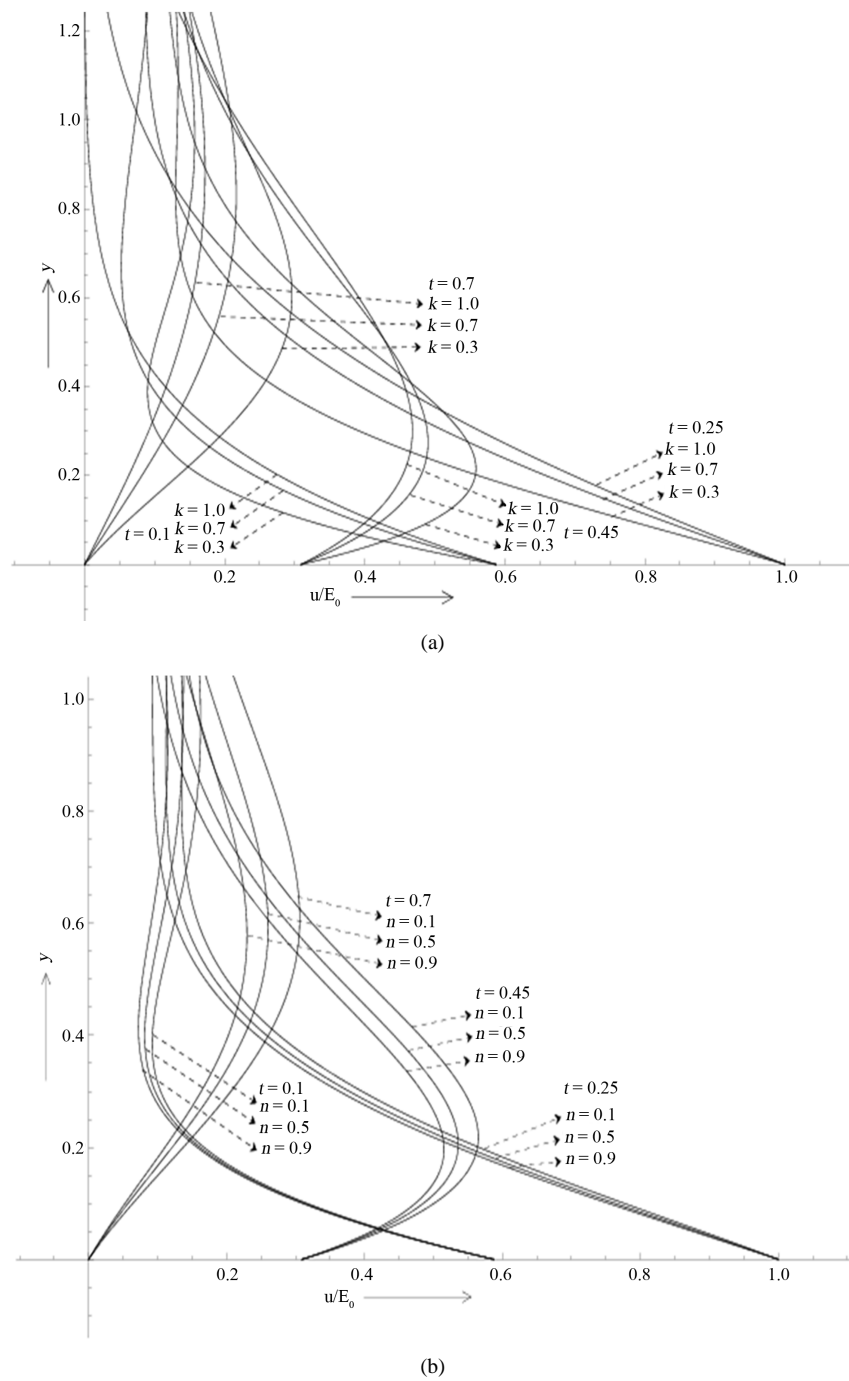 1.2
1.0
0.8
y
0.6
0.4
0.2
t = 0.7
k = 1.0
k = 0.7
k = 0.3
t = 0.25
k = 1.0
k = 0.7
k = 0.3
t = 0.1
k = 1.0
k = 0.7
k = 0.3
k = 1.0
k = 0.7
k = 0.3
t = 0.45
0.2 0.4 0.6 0.8 1.0
u/E₀
(a)
1.0
0.8
0.6
y
0.4
0.2
t = 0.7
n = 0.1
n = 0.5
n = 0.9
t = 0.45
n = 0.1
n = 0.5
n = 0.9
t = 0.1
n = 0.1
n = 0.5
n = 0.9
t = 0.25
n = 0.1
n = 0.5
n = 0.9
0.2 0.4 0.6 0.8 1.0
u/E₀
(b)